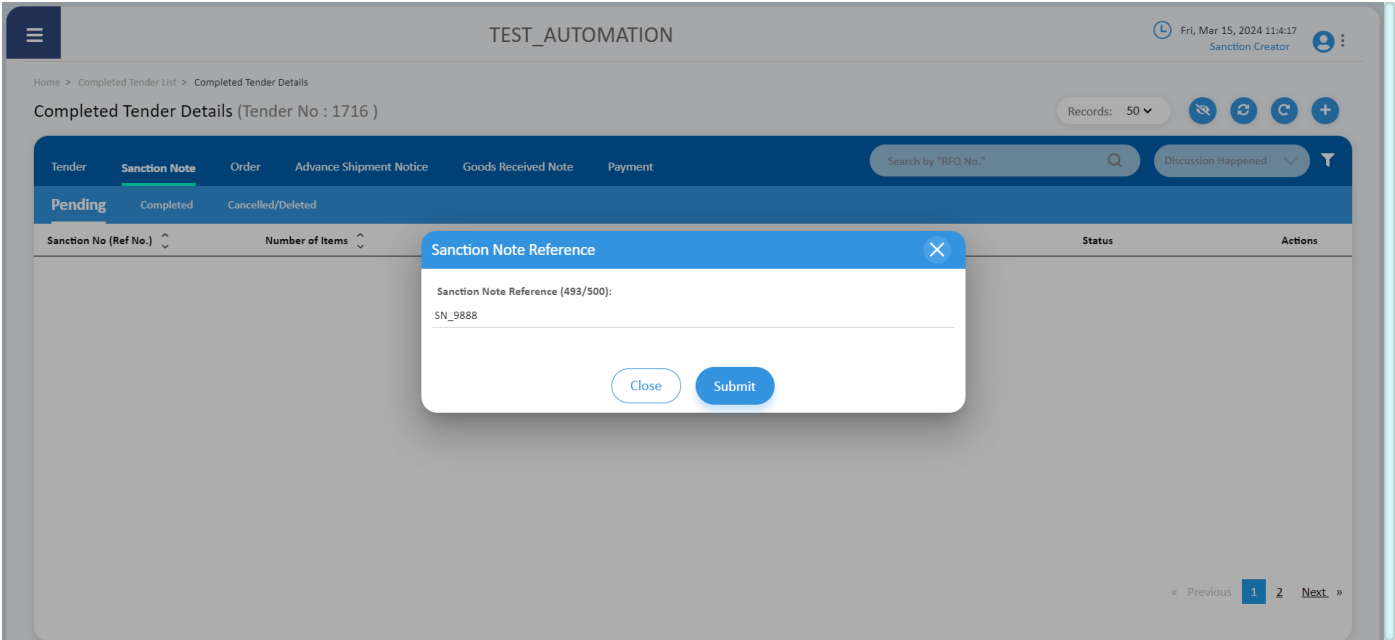 TEST_AUTOMATION
Fri, Mar 15, 2024 11:4:17
Sanction Creator
Home > Completed Tender List > Completed Tender Details
Completed Tender Details (Tender No : 1716 )
Records: 50
Tender Sanction Note Order Advance Shipment Notice Goods Received Note Payment
Search by "RFQ No."
Discussion Happened
Pending Completed Cancelled/Deleted
Sanction No (Ref No.) Number of Items Status Actions
Sanction Note Reference
Sanction Note Reference (493/500):
SN_9888
Close Submit
« Previous 1 2 Next »